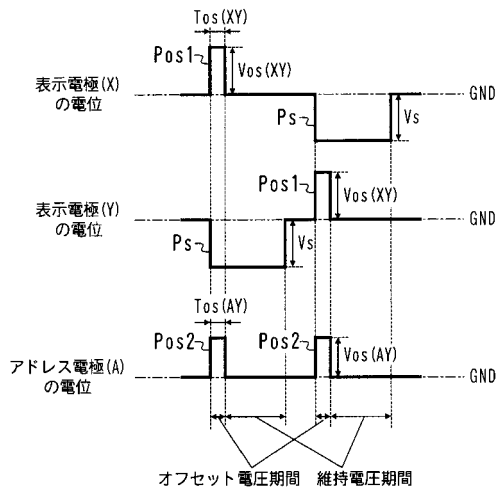 Tos(XY)
Pos1
Vos(XY)
表示電極(X)
の電位
GND
Ps
Vs
Pos1
Vos(XY)
表示電極(Y)
の電位
GND
Ps
Vs
Tos(AY)
Pos2
Pos2
Vos(AY)
アドレス電極(A)
の電位
GND
オフセット電圧期間 維持電圧期間